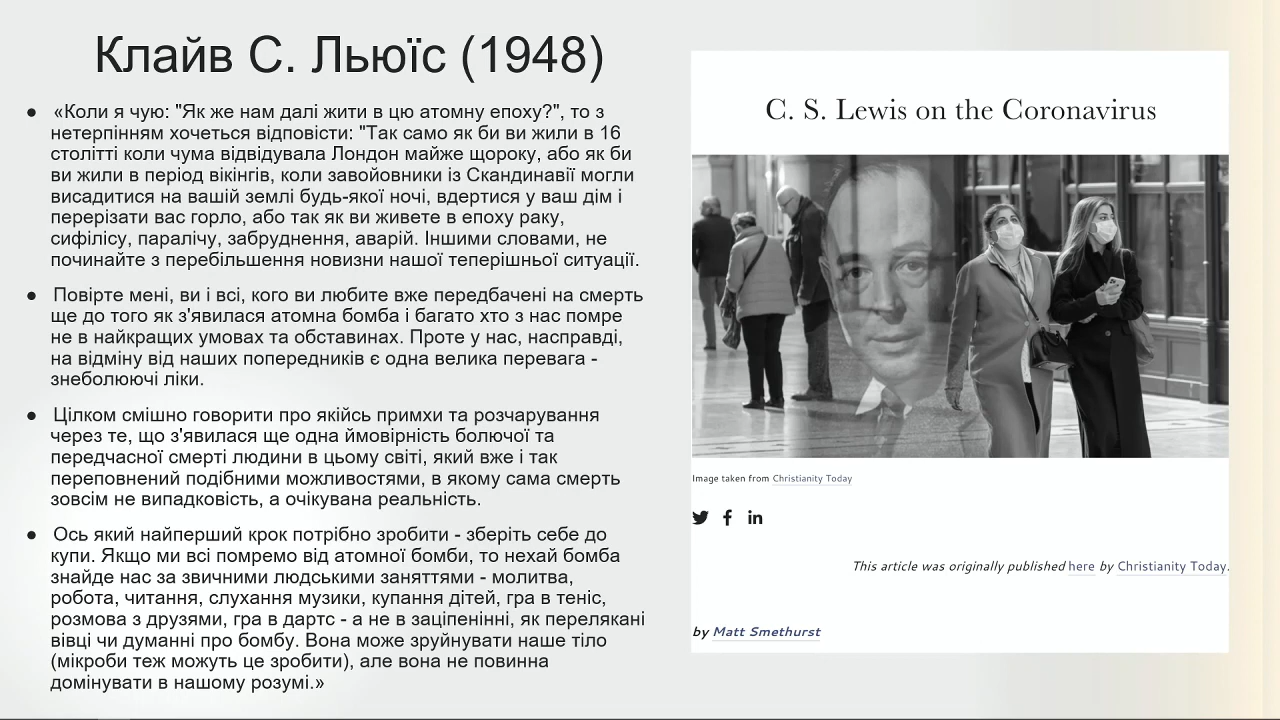 Клайв С. Льюїс (1948)
● «Коли я чую: "Як же нам далі жити в цю атомну епоху?", то з
нетерпінням хочеться відповісти: "Так само як би ви жили в 16
столітті коли чума відвідувала Лондон майже щороку, або як би
ви жили в період вікінгів, коли завойовники із Скандинавії могли
висадитися на вашій землі будь-якої ночі, вдертися у ваш дім і
перерізати вас горло, або так як ви живете в епоху раку,
сифілісу, паралічу, забруднення, аварій. Іншими словами, не
починайте з перебільшення новизни нашої теперішньої ситуації.
● Повірте мені, ви і всі, кого ви любите вже передбачені на смерть
ще до того як з'явилася атомна бомба і багато хто з нас помре
не в найкращих умовах та обставинах. Проте у нас, насправді,
на відміну від наших попередників є одна велика перевага -
знеболюючі ліки.
● Цілком смішно говорити про якійсь примхи та розчарування
через те, що з'явилася ще одна ймовірність болючої та
передчасної смерті людини в цьому світі, який вже і так
переповнений подібними можливостями, в якому сама смерть
зовсім не випадковість, а очікувана реальність.
● Ось який найперший крок потрібно зробити - зберіть себе до
купи. Якщо ми всі помремо від атомної бомби, то нехай бомба
знайде нас за звичними людськими заняттями - молитва,
робота, читання, слухання музики, купання дітей, гра в теніс,
розмова з друзями, гра в дартс - а не в заціпенінні, як перелякані
вівці чи думанні про бомбу. Вона може зруйнувати наше тіло
(мікроби теж можуть це зробити), але вона не повинна
домінувати в нашому розумі.»
C. S. Lewis on the Coronavirus
Image taken from Christianity Today
This article was originally published here by Christianity Today.
by Matt Smethurst